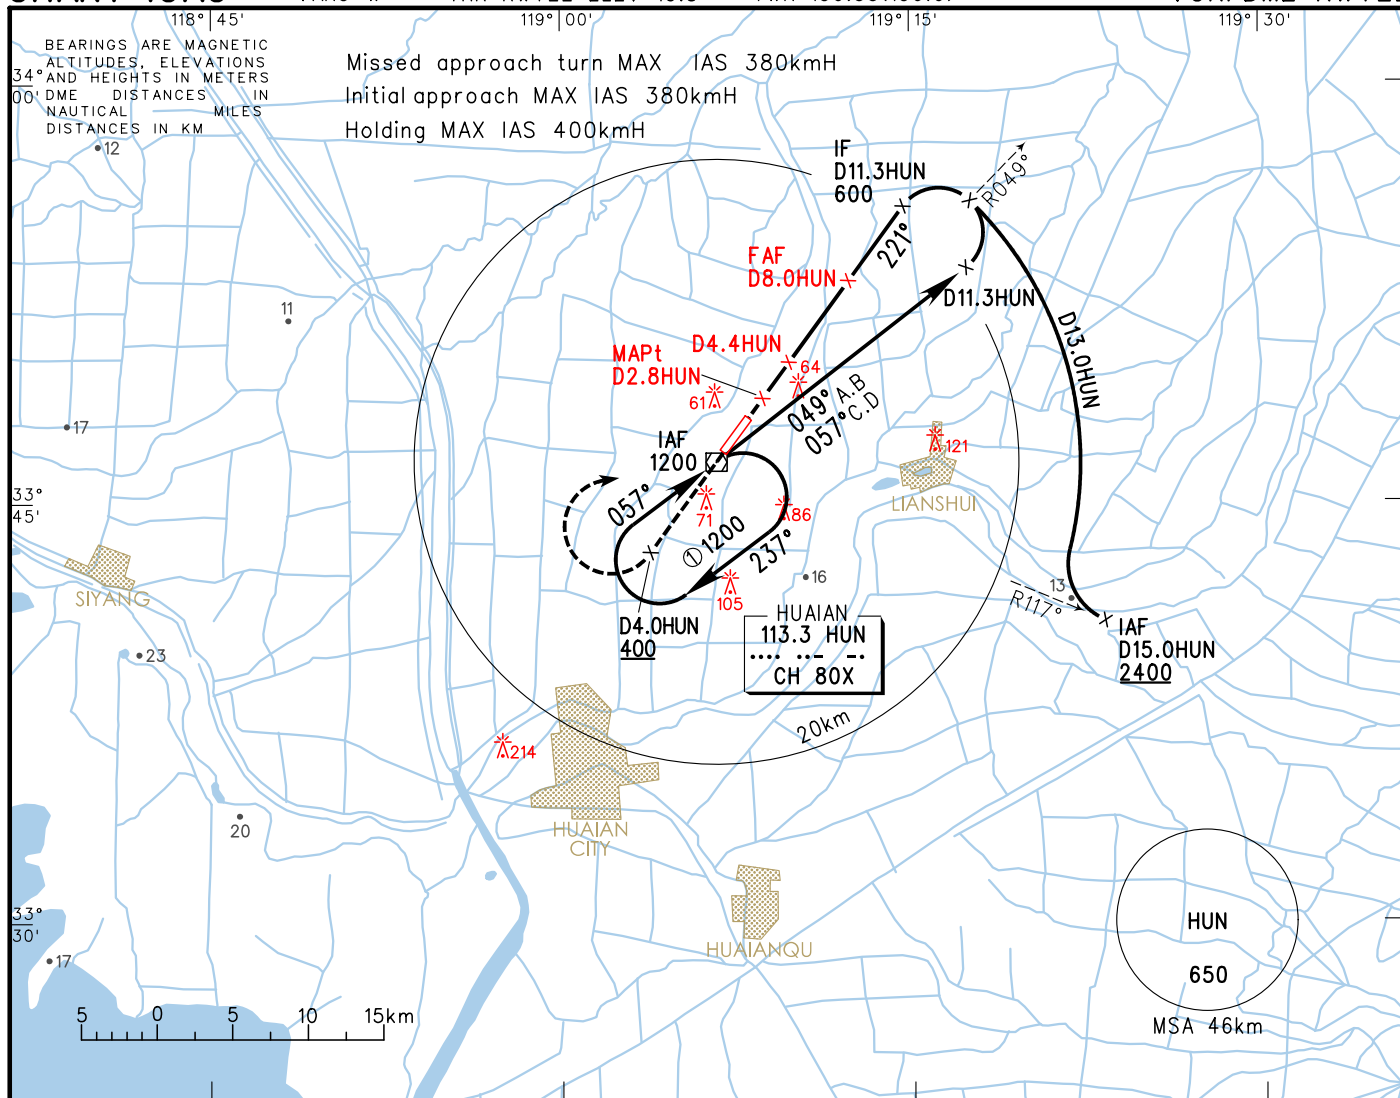 118°45'
119°00'
119°15'
119°30'
BEARINGS ARE MAGNETIC
ALTITUDES, ELEVATIONS
AND HEIGHTS IN METERS
DME DISTANCES IN
NAUTICAL MILES
DISTANCES IN KM
34°
00'
Missed approach turn MAX IAS 380kmH
Initial approach MAX IAS 380kmH
Holding MAX IAS 400kmH
12
IF
D11.3HUN
600
R049°
221°
FAF
D8.0HUN
D11.3HUN
11
D13.0HUN
D4.4HUN
MAPt
D2.8HUN
64
61
049° A.B
057° C.D
17
IAF
1200
121
LIANSHUI
33°
45'
057°
71
86
① 1200
237°
105
16
SIYANG
13
R117°
D4.0HUN
400
HUAIAN
113.3 HUN
.... ..- -.
CH 80X
IAF
D15.0HUN
2400
23
20km
214
20
HUAIAN
CITY
33°
30'
HUAIANQU
17
HUN
650
MSA 46km
5 0 5 10 15km